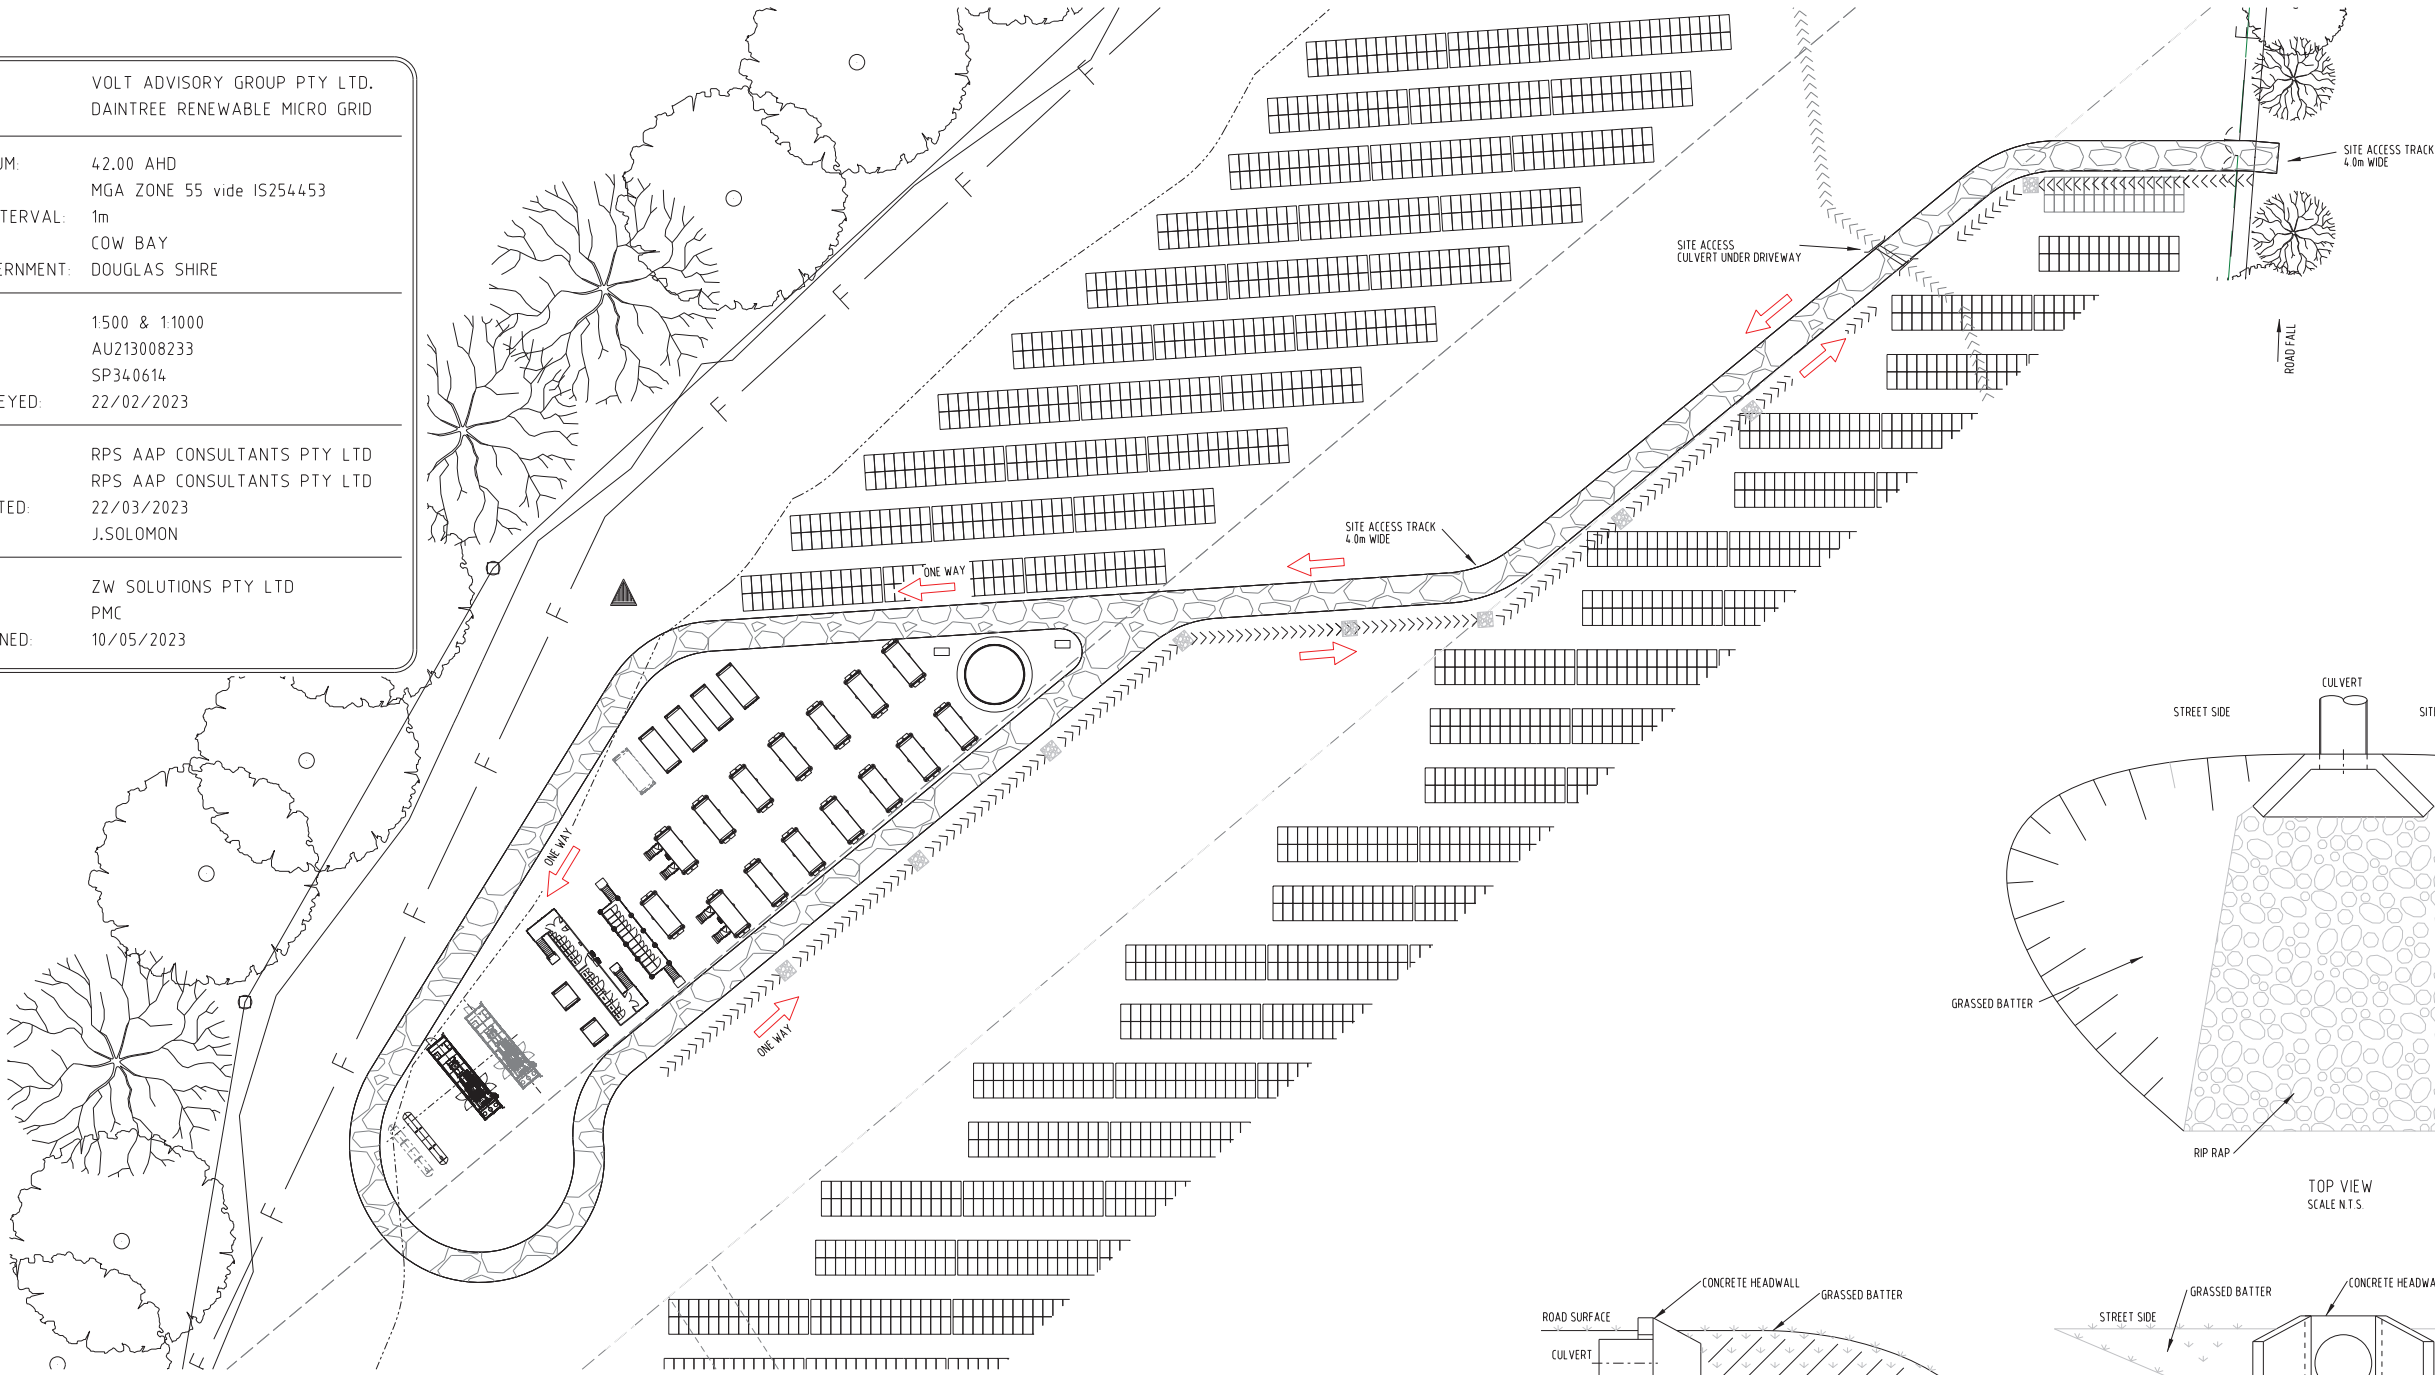 VOLT ADVISORY GROUP PTY LTD.
DAINTREE RENEWABLE MICRO GRID
UM: 42.00 AHD
MGA ZONE 55 vide IS254453
TERVAL: 1m
COW BAY
ERNMENT: DOUGLAS SHIRE
1:500 & 1:1000
AU213008233
SP340614
EYED: 22/02/2023
RPS AAP CONSULTANTS PTY LTD
RPS AAP CONSULTANTS PTY LTD
TED: 22/03/2023
J.SOLOMON
ZW SOLUTIONS PTY LTD
PMC
NED: 10/05/2023
F
F
F
F
F
F
F
F
F
F
F
SITE ACCESS TRACK
4.0m WIDE
SITE ACCESS
CULVERT UNDER DRIVEWAY
ROAD FALL
SITE ACCESS TRACK
4.0m WIDE
ONE WAY
ONE WAY
ONE WAY
CULVERT
STREET SIDE
SIT
GRASSED BATTER
RIP RAP
TOP VIEW
SCALE N.T.S.
CONCRETE HEADWALL
GRASSED BATTER
ROAD SURFACE
CULVERT
CONCRETE HEADWA
GRASSED BATTER
STREET SIDE